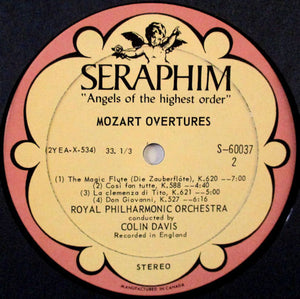 SERAPHIM
"Angels of the highest order"
MOZART OVERTURES
(2YEA-X-534) 33.1/3 S-60037
2
(1) The Magic Flute (Die Zauberflöte), K.620 --7:00
(2) Cosi fan tutte, K.588 --4:40
(3) La clemenza di Tito, K.621 --5:00
(4) Don Giovanni, K.527 --6:16
ROYAL PHILHARMONIC ORCHESTRA
conducted by
COLIN DAVIS
Recorded in England
STEREO
MANUFACTURED IN CANADA